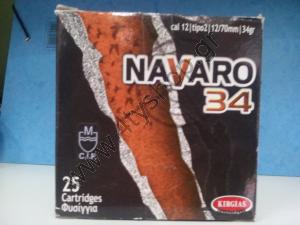 cal 12|tipo2|12/70mm|34gr
NAVARO
34
M
C.I.P.
25
Cartridges
Φυσίγγια
KIRGIAS